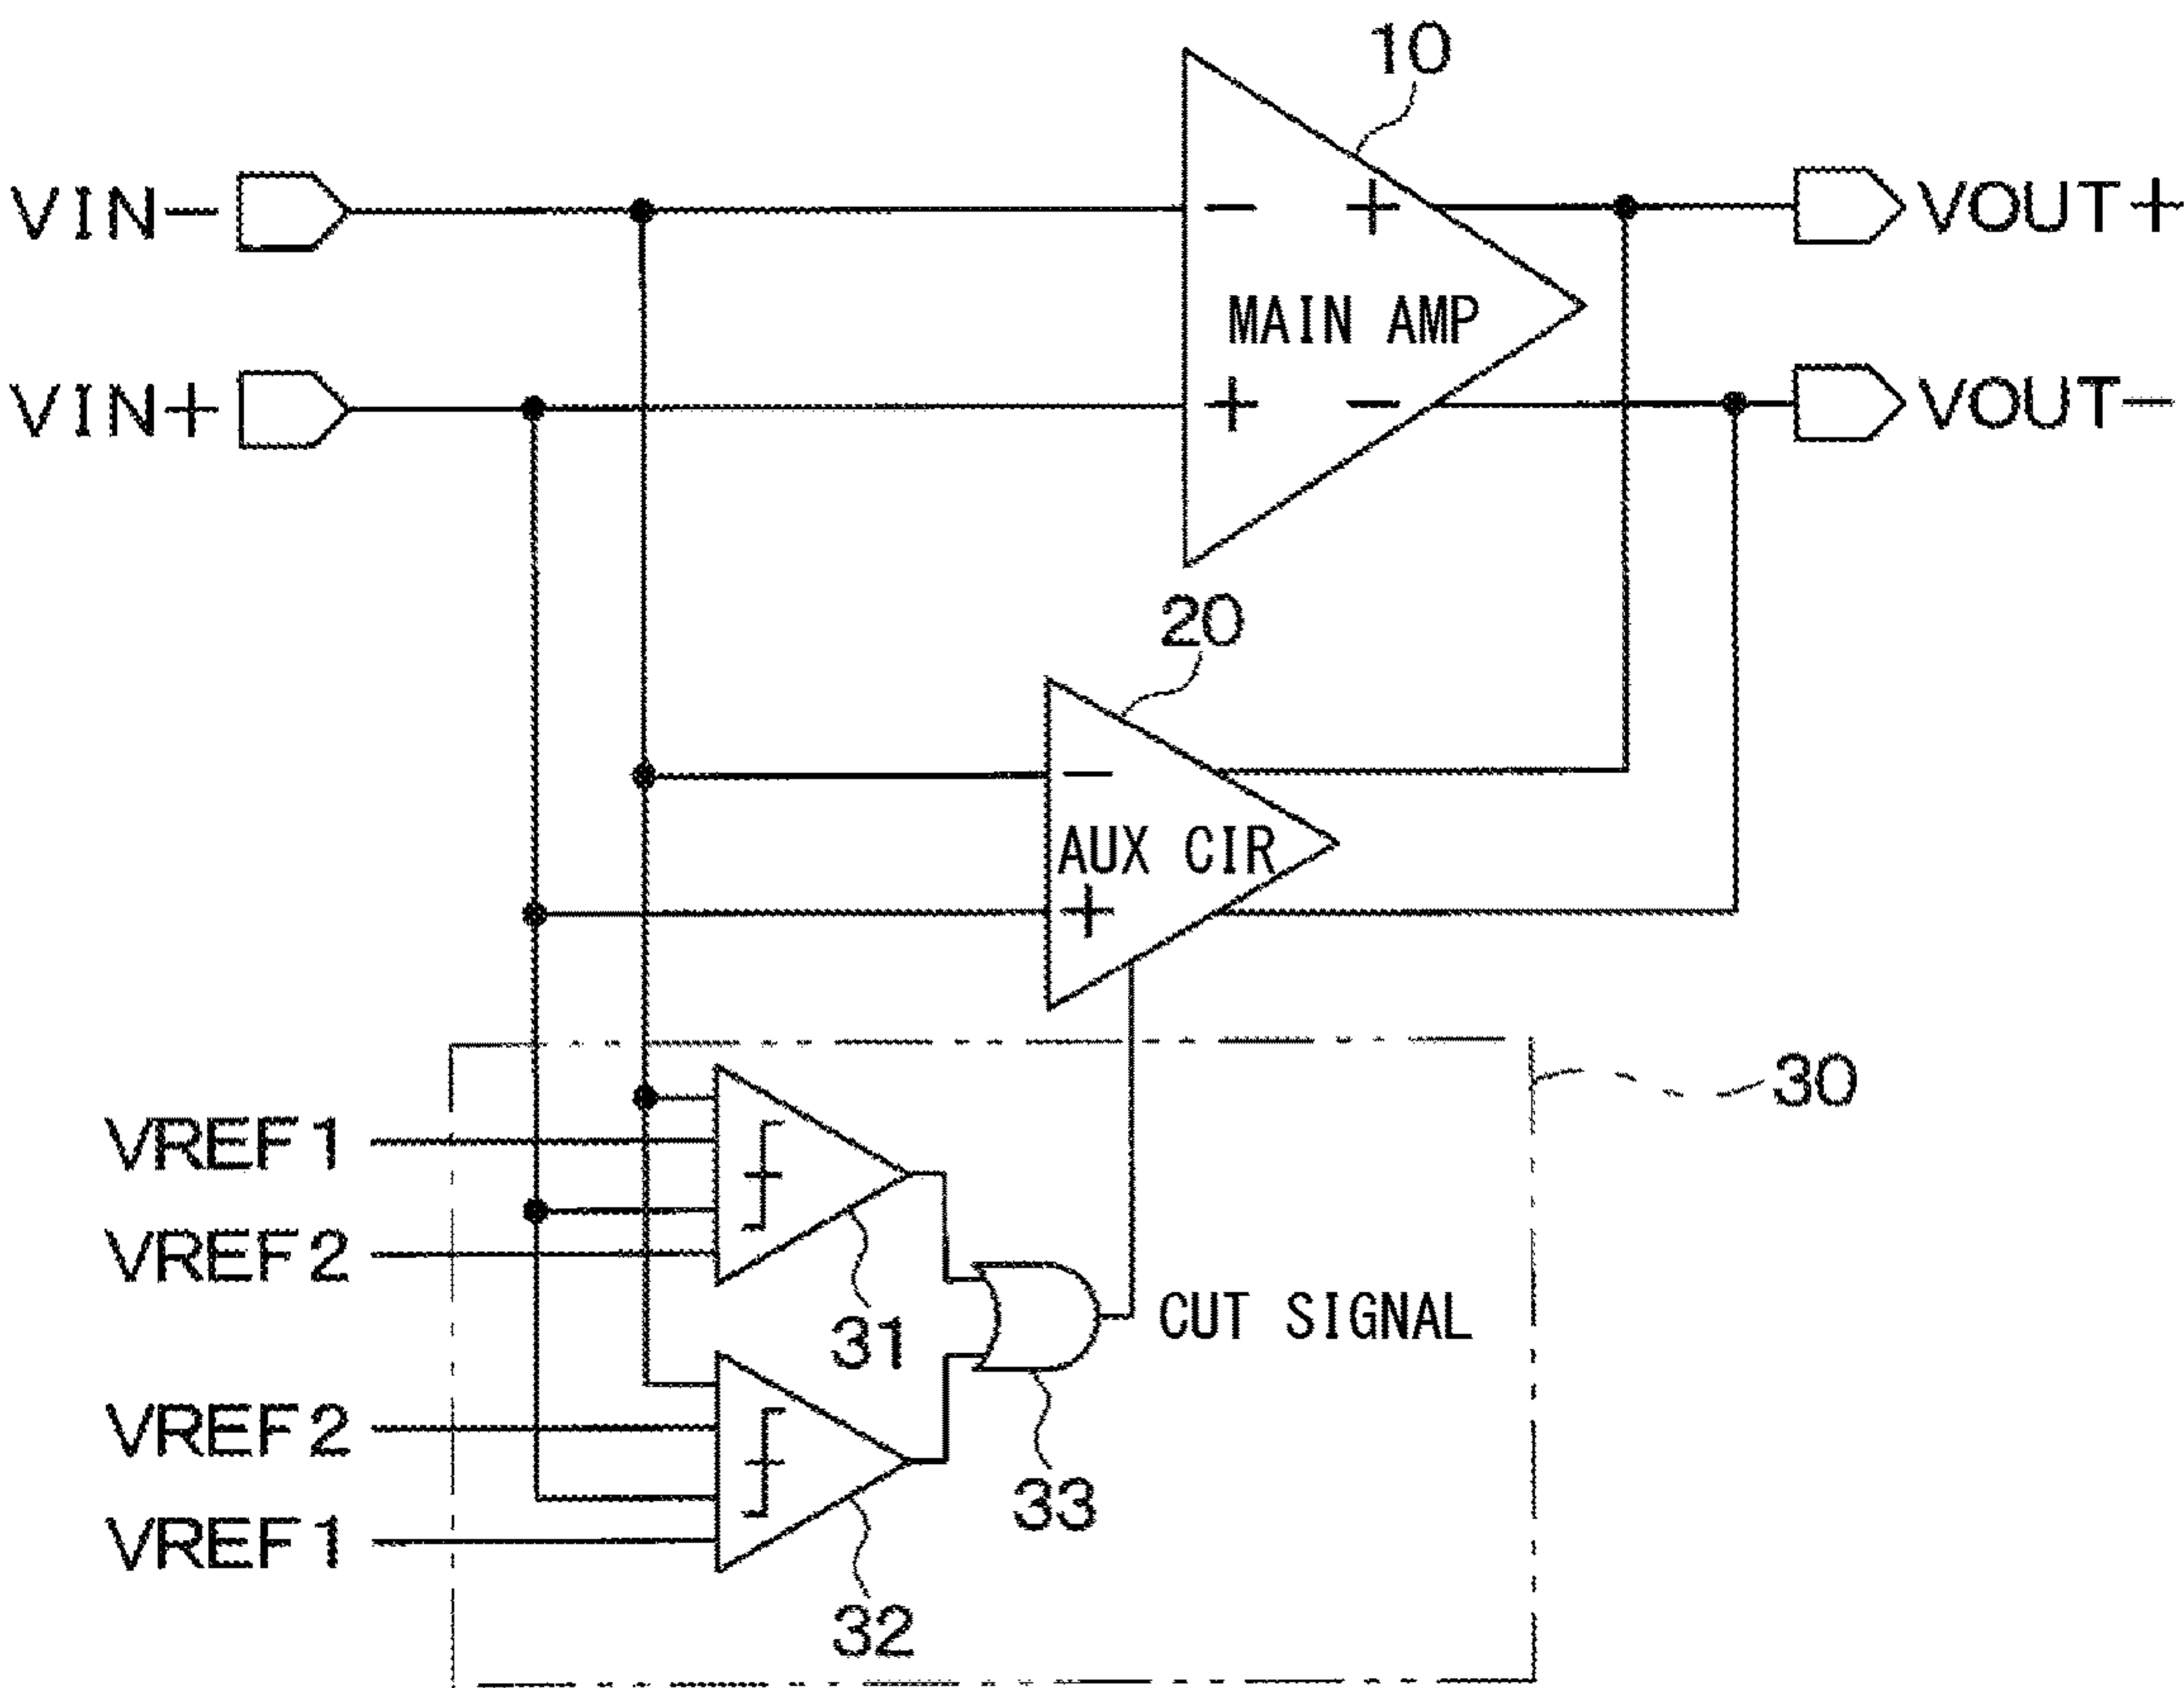 10
VIN-
VOUT+
- +
MAIN AMP
VIN+
VOUT-
+ -
20
-
AUX CIR
+
30
VREF1
VREF2
31
CUT SIGNAL
VREF2
33
VREF1
32